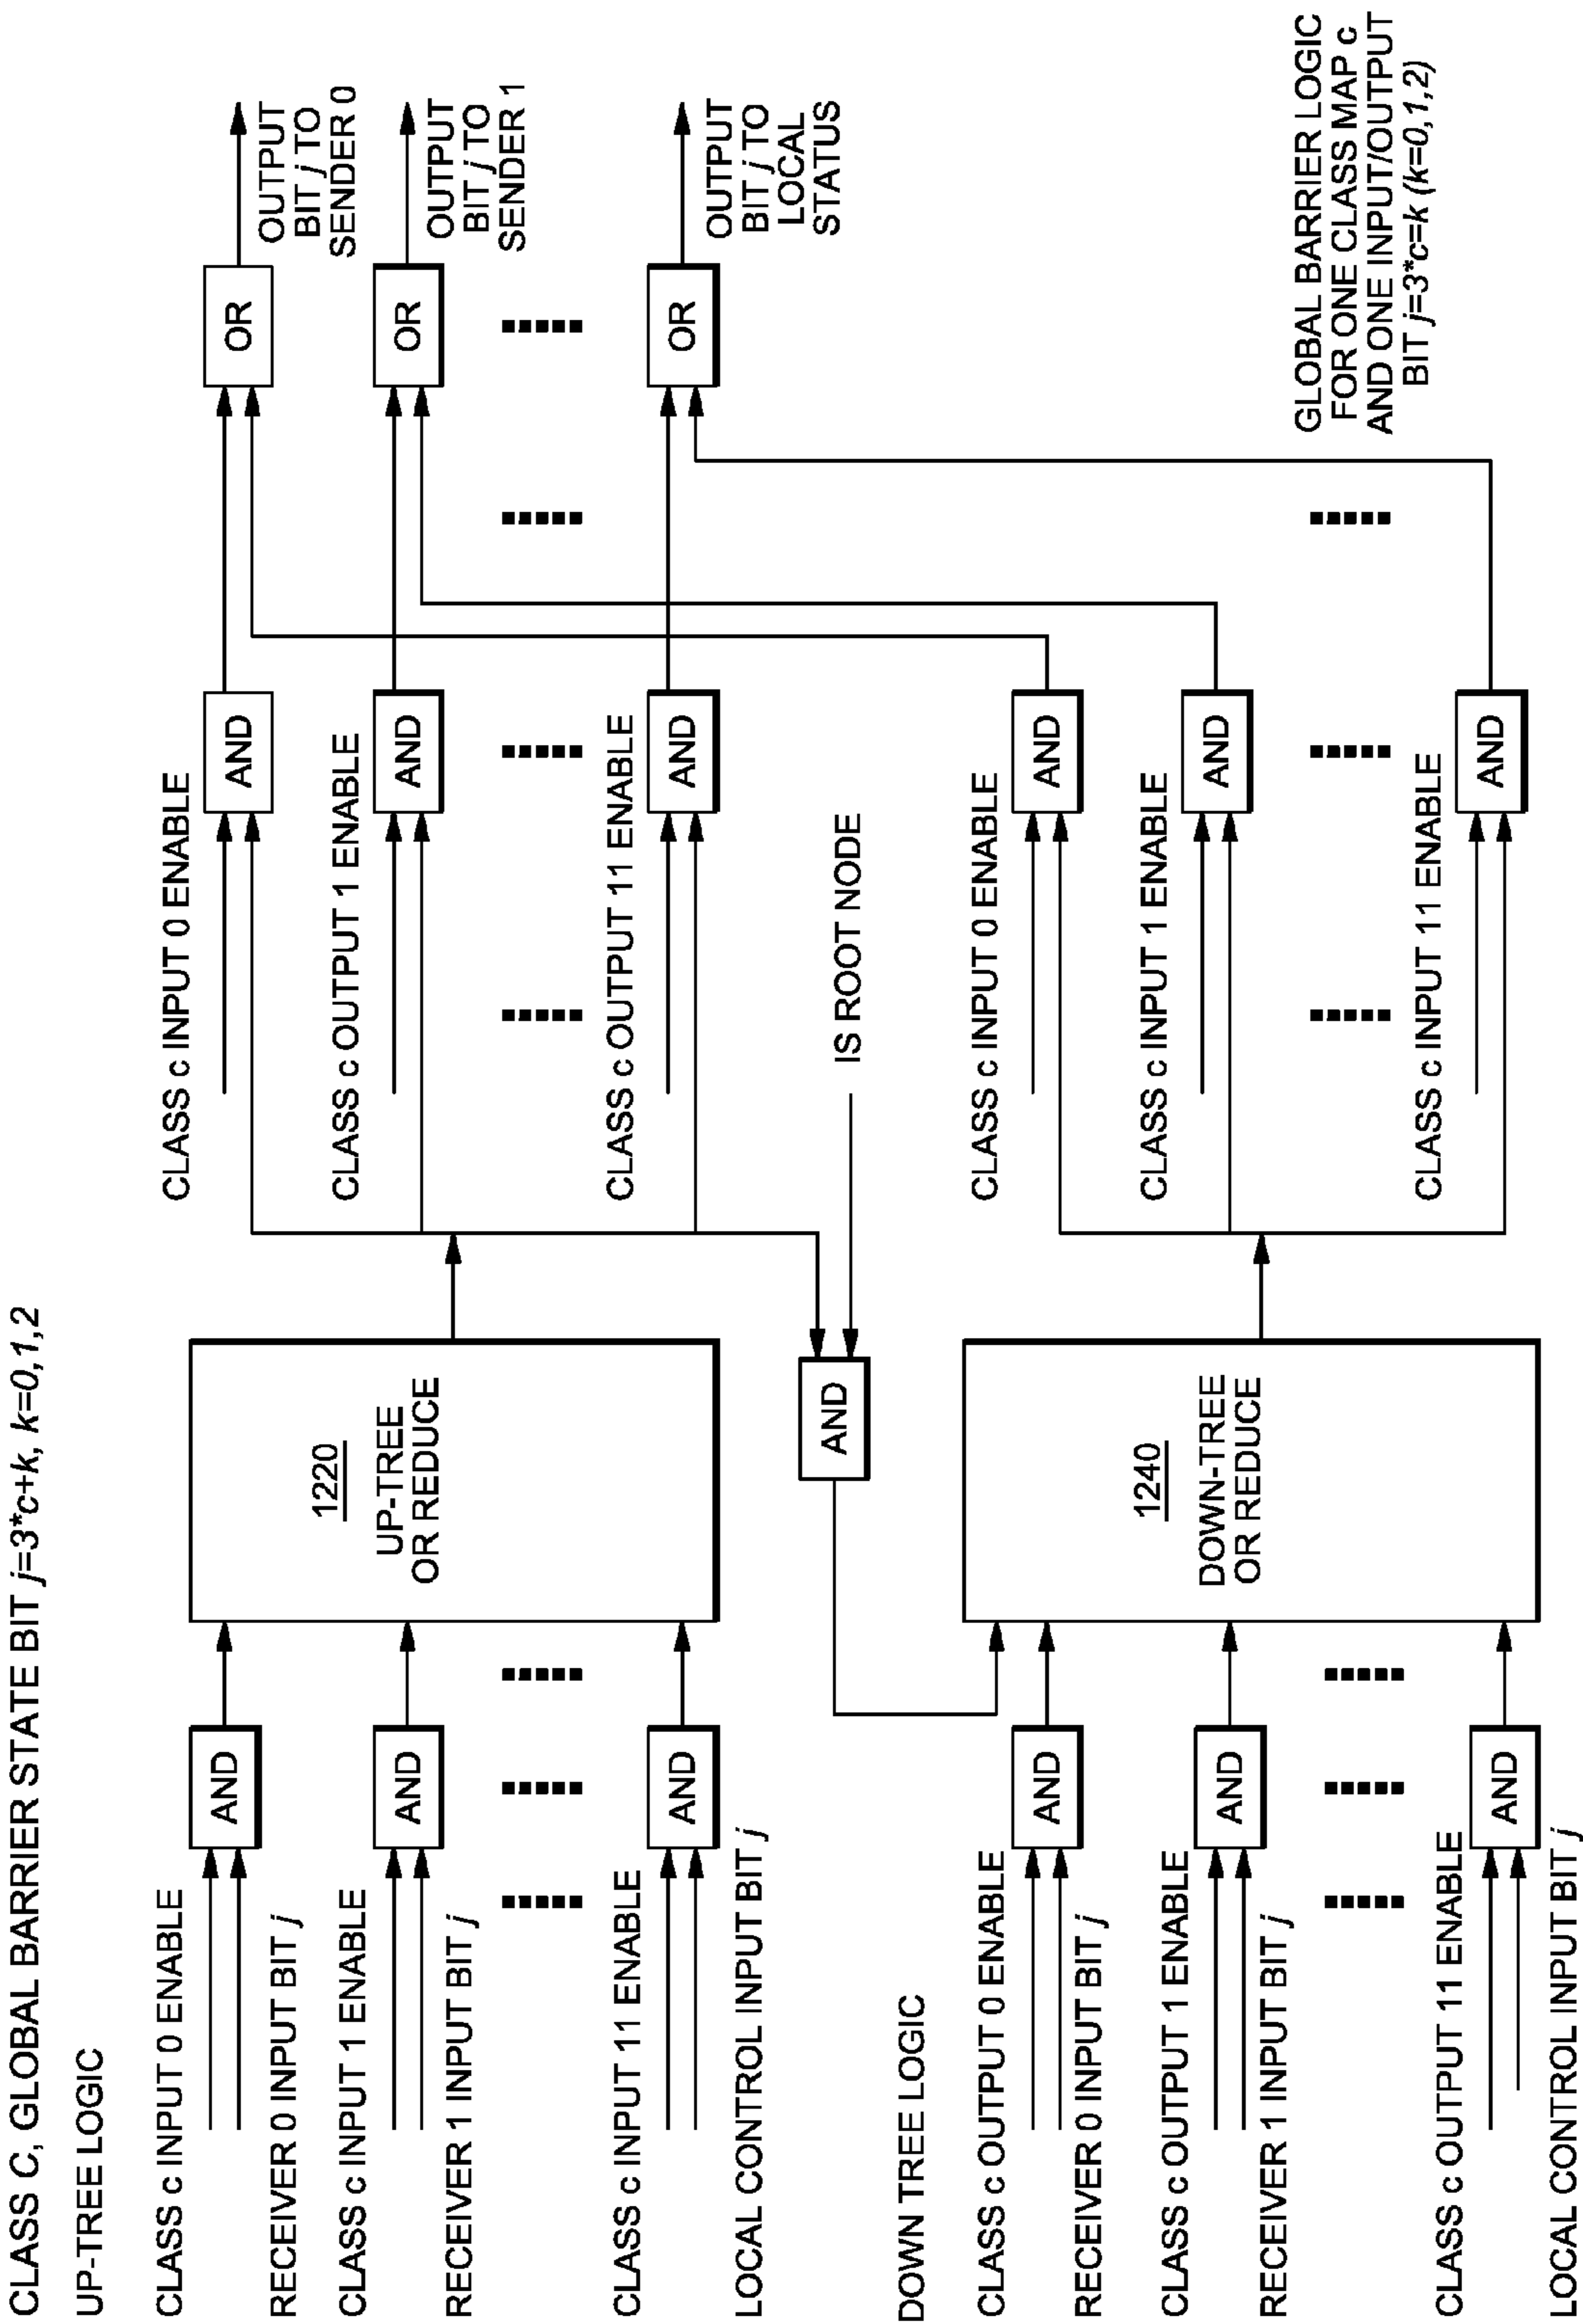 CLASS C, GLOBAL BARRIER STATE BIT j=3*c+k, k=0,1,2
UP-TREE LOGIC
CLASS c INPUT 0 ENABLE
RECEIVER 0 INPUT BIT j
AND
CLASS c INPUT 1 ENABLE
RECEIVER 1 INPUT BIT j
AND
CLASS c INPUT 11 ENABLE
LOCAL CONTROL INPUT BIT j
AND
1220
UP-TREE
OR REDUCE
CLASS c INPUT 0 ENABLE
AND
CLASS c OUTPUT 1 ENABLE
AND
CLASS c OUTPUT 11 ENABLE
AND
OR
OUTPUT
BIT j TO
SENDER 0
OR
OUTPUT
BIT j TO
SENDER 1
OR
OUTPUT
BIT j TO
LOCAL
STATUS
AND
IS ROOT NODE
DOWN TREE LOGIC
CLASS c OUTPUT 0 ENABLE
RECEIVER 0 INPUT BIT j
AND
CLASS c OUTPUT 1 ENABLE
RECEIVER 1 INPUT BIT j
AND
CLASS c OUTPUT 11 ENABLE
LOCAL CONTROL INPUT BIT j
AND
1240
DOWN-TREE
OR REDUCE
CLASS c INPUT 0 ENABLE
AND
CLASS c INPUT 1 ENABLE
AND
CLASS c INPUT 11 ENABLE
AND
GLOBAL BARRIER LOGIC
FOR ONE CLASS MAP c
AND ONE INPUT/OUTPUT
BIT j=3*c=k (k=0,1,2)